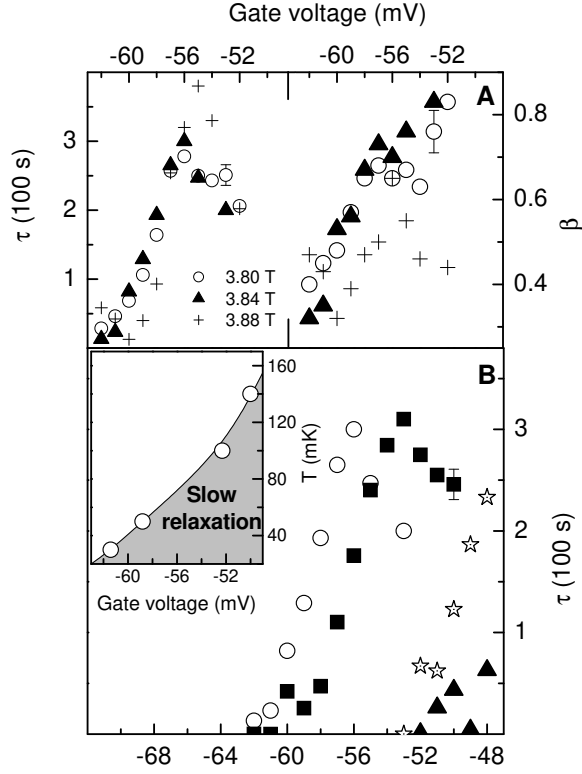 Gate voltage (mV)
-60 -56 -52 -60 -56 -52
A
3
2
1
τ (100 s)
0.8
0.6
0.4
β
3.80 T
3.84 T
3.88 T
B
160
120
80
40
T (mK)
Slow
relaxation
-60 -56 -52
Gate voltage (mV)
3
2
1
τ (100 s)
-68 -64 -60 -56 -52 -48